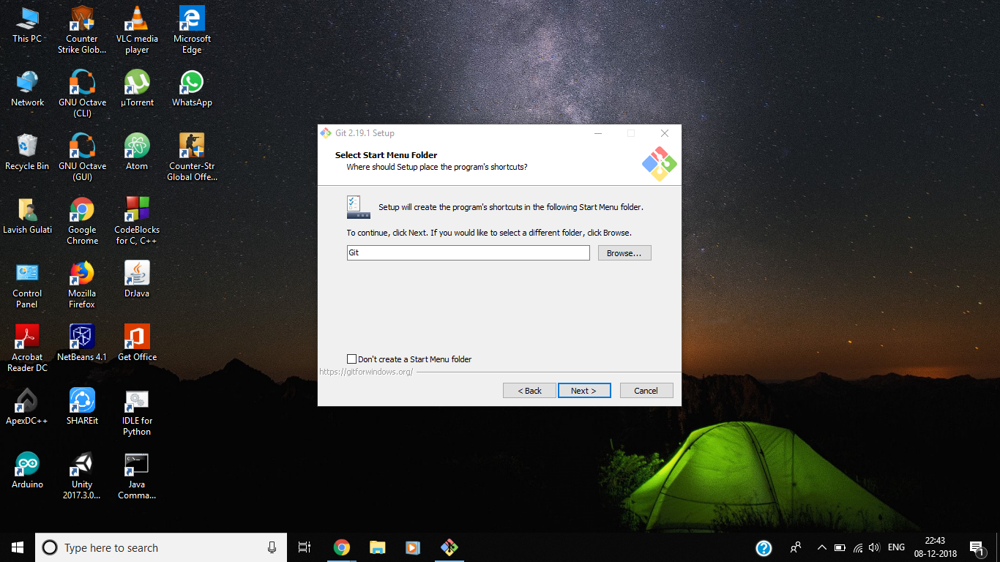 This PC
Counter
Strike Glob...
VLC media
player
Microsoft
Edge
Network
GNU Octave
(CLI)
µTorrent
WhatsApp
Recycle Bin
GNU Octave
(GUI)
Atom
Counter-Str
Global Offe...
Lavish Gulati
Google
Chrome
CodeBlocks
for C, C++
Control
Panel
Mozilla
Firefox
DrJava
Acrobat
Reader DC
NetBeans 4.1
Get Office
ApexDC++
SHAREit
IDLE for
Python
Arduino
Unity
2017.3.0...
Java
Comma...
Git 2.19.1 Setup
Select Start Menu Folder
Where should Setup place the program's shortcuts?
Setup will create the program's shortcuts in the following Start Menu folder.
To continue, click Next. If you would like to select a different folder, click Browse.
Git
Browse...
Don't create a Start Menu folder
https://gitforwindows.org/
< Back
Next >
Cancel
Type here to search
ENG
22:43
08-12-2018
1